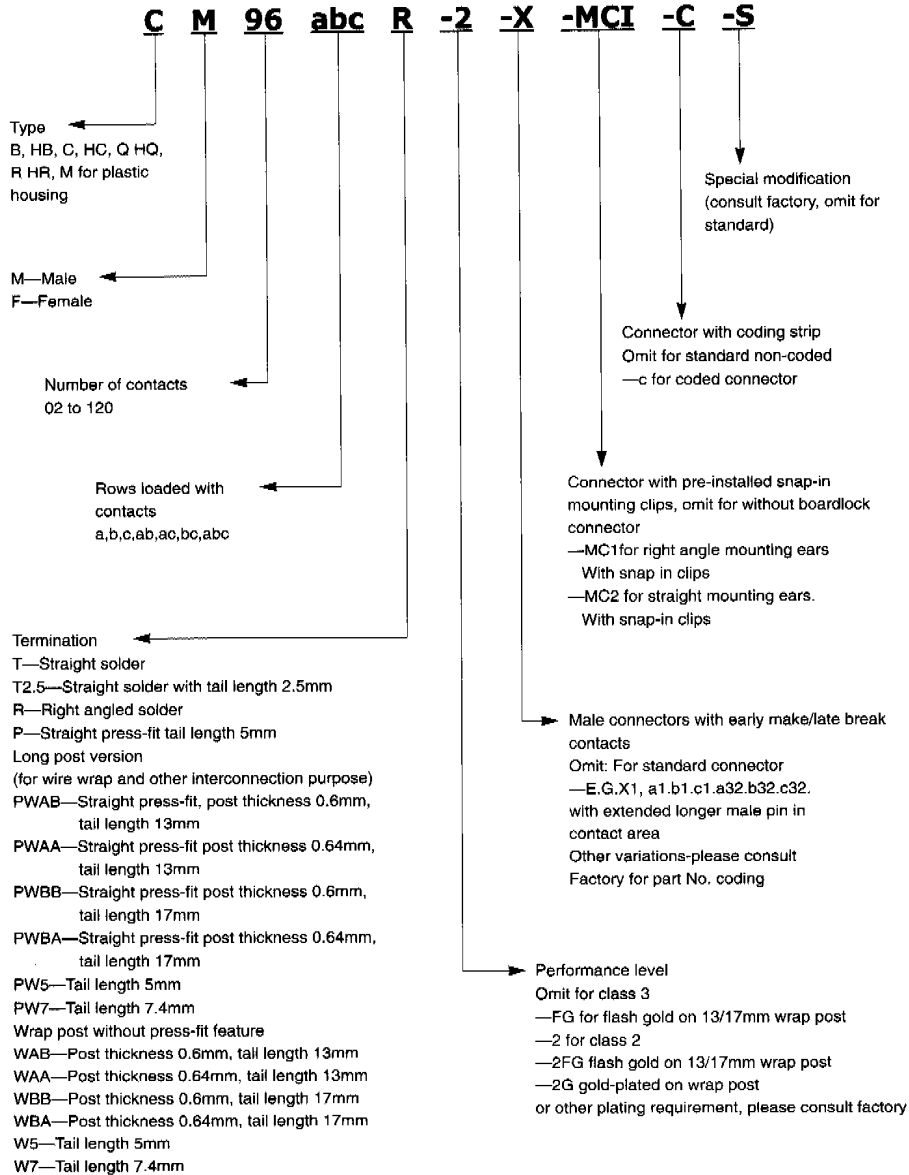 C M 96 abc R -2 -X -MCI -C -S
Type
B, HB, C, HC, Q HQ,
R HR, M for plastic
housing
M—Male
F—Female
Number of contacts
02 to 120
Rows loaded with
contacts
a,b,c,ab,ac,bc,abc
Termination
T—Straight solder
T2.5—Straight solder with tail length 2.5mm
R—Right angled solder
P—Straight press-fit tail length 5mm
Long post version
(for wire wrap and other interconnection purpose)
PWAB—Straight press-fit, post thickness 0.6mm,
tail length 13mm
PWAA—Straight press-fit post thickness 0.64mm,
tail length 13mm
PWBB—Straight press-fit post thickness 0.6mm,
tail length 17mm
PWBA—Straight press-fit post thickness 0.64mm,
tail length 17mm
PW5—Tail length 5mm
PW7—Tail length 7.4mm
Wrap post without press-fit feature
WAB—Post thickness 0.6mm, tail length 13mm
WAA—Post thickness 0.64mm, tail length 13mm
WBB—Post thickness 0.6mm, tail length 17mm
WBA—Post thickness 0.64mm, tail length 17mm
W5—Tail length 5mm
W7—Tail length 7.4mm
Special modification
(consult factory, omit for
standard)
Connector with coding strip
Omit for standard non-coded
—c for coded connector
Connector with pre-installed snap-in
mounting clips, omit for without boardlock
connector
—MC1for right angle mounting ears
With snap in clips
—MC2 for straight mounting ears.
With snap-in clips
Male connectors with early make/late break
contacts
Omit: For standard connector
—E.G.X1, a1.b1.c1.a32.b32.c32.
with extended longer male pin in
contact area
Other variations-please consult
Factory for part No. coding
Performance level
Omit for class 3
—FG for flash gold on 13/17mm wrap post
—2 for class 2
—2FG flash gold on 13/17mm wrap post
—2G gold-plated on wrap post
or other plating requirement, please consult factory